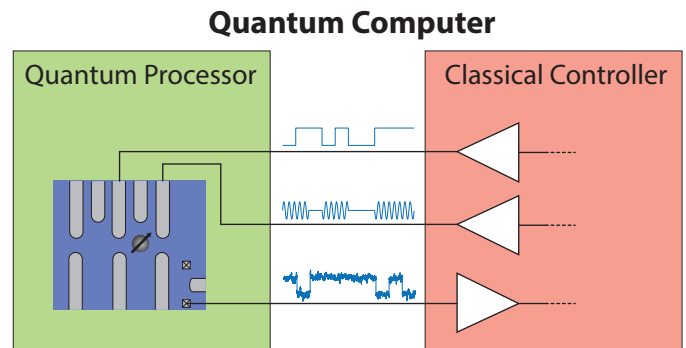 Quantum Computer
Quantum Processor
Classical Controller